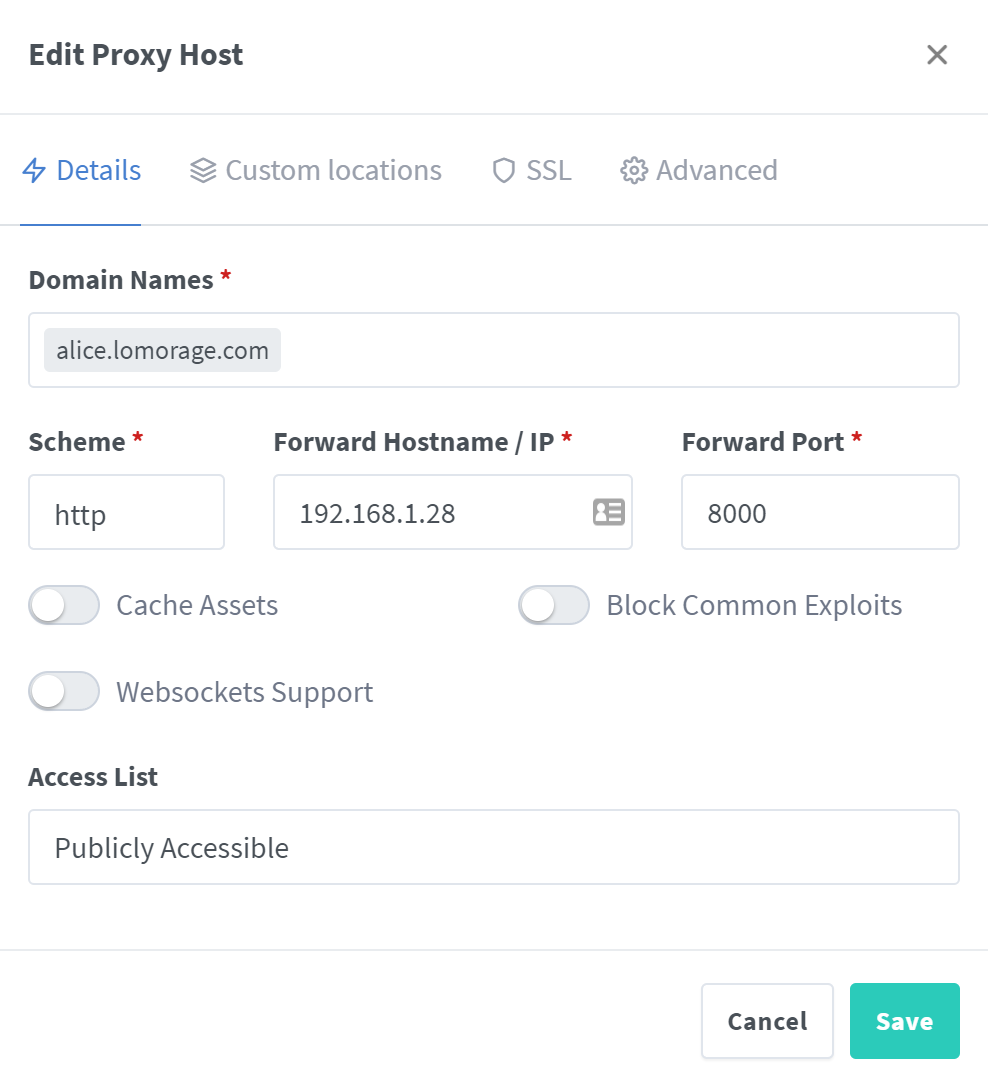 Edit Proxy Host
Details Custom locations SSL Advanced
Domain Names *
alice.lomorage.com
Scheme * Forward Hostname / IP * Forward Port *
http 192.168.1.28 8000
Cache Assets Block Common Exploits
Websockets Support
Access List
Publicly Accessible
Cancel Save